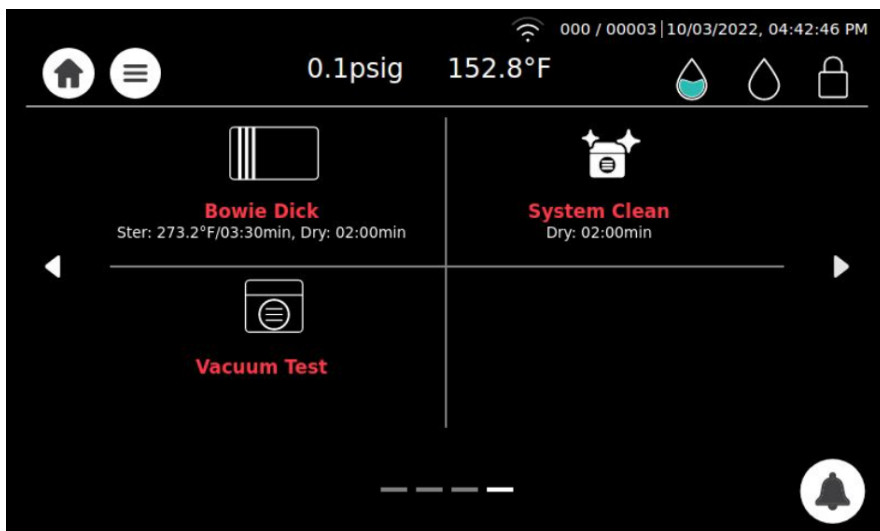 000 / 00003 | 10/03/2022, 04:42:46 PM
0.1psig 152.8°F
Bowie Dick
Ster: 273.2°F/03:30min, Dry: 02:00min
System Clean
Dry: 02:00min
Vacuum Test